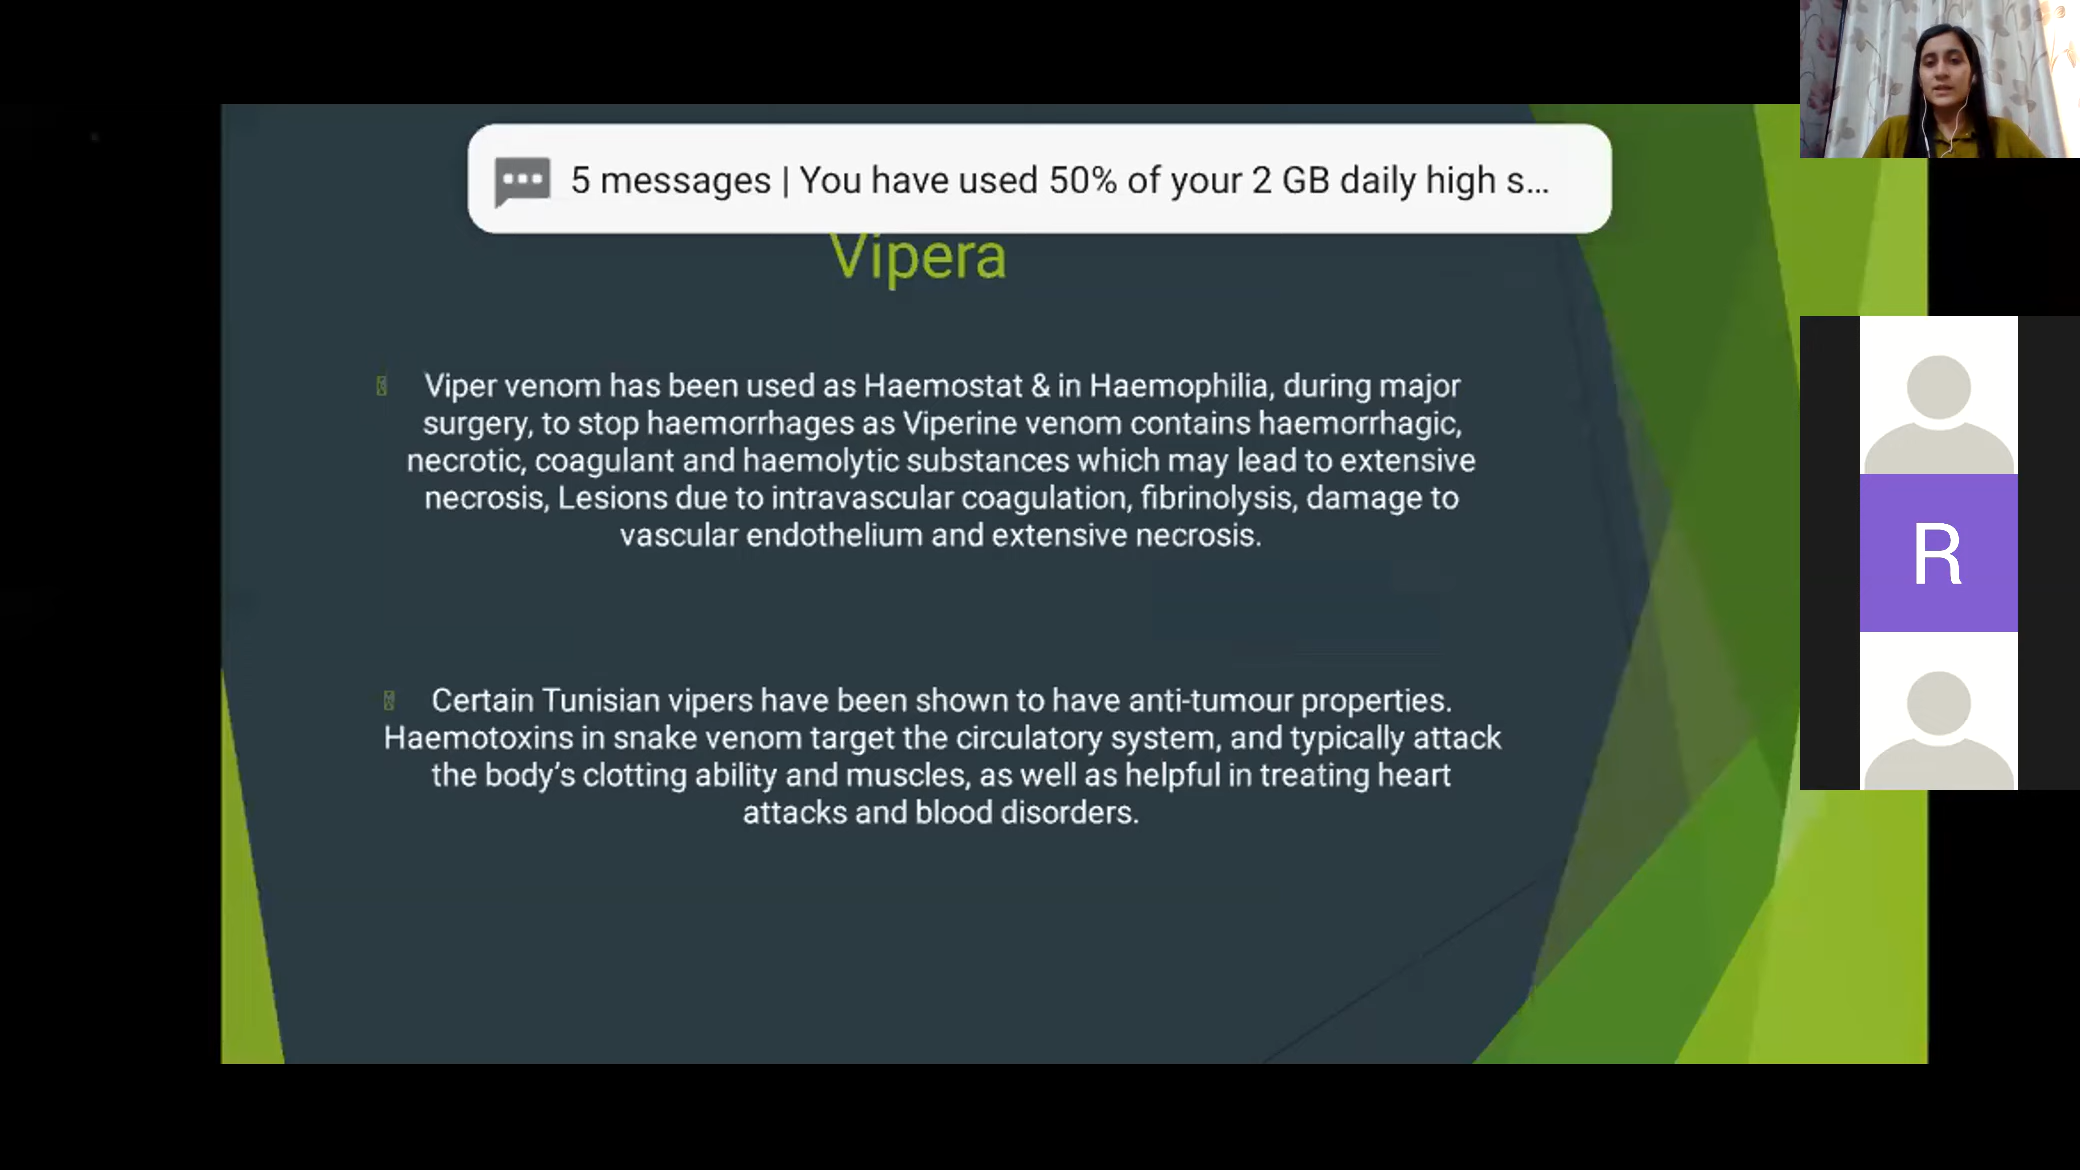 5 messages | You have used 50% of your 2 GB daily high s...
Vipera
Viper venom has been used as Haemostat & in Haemophilia, during major
surgery, to stop haemorrhages as Viperine venom contains haemorrhagic,
necrotic, coagulant and haemolytic substances which may lead to extensive
necrosis, Lesions due to intravascular coagulation, fibrinolysis, damage to
vascular endothelium and extensive necrosis.
Certain Tunisian vipers have been shown to have anti-tumour properties.
Haemotoxins in snake venom target the circulatory system, and typically attack
the body’s clotting ability and muscles, as well as helpful in treating heart
attacks and blood disorders.
R